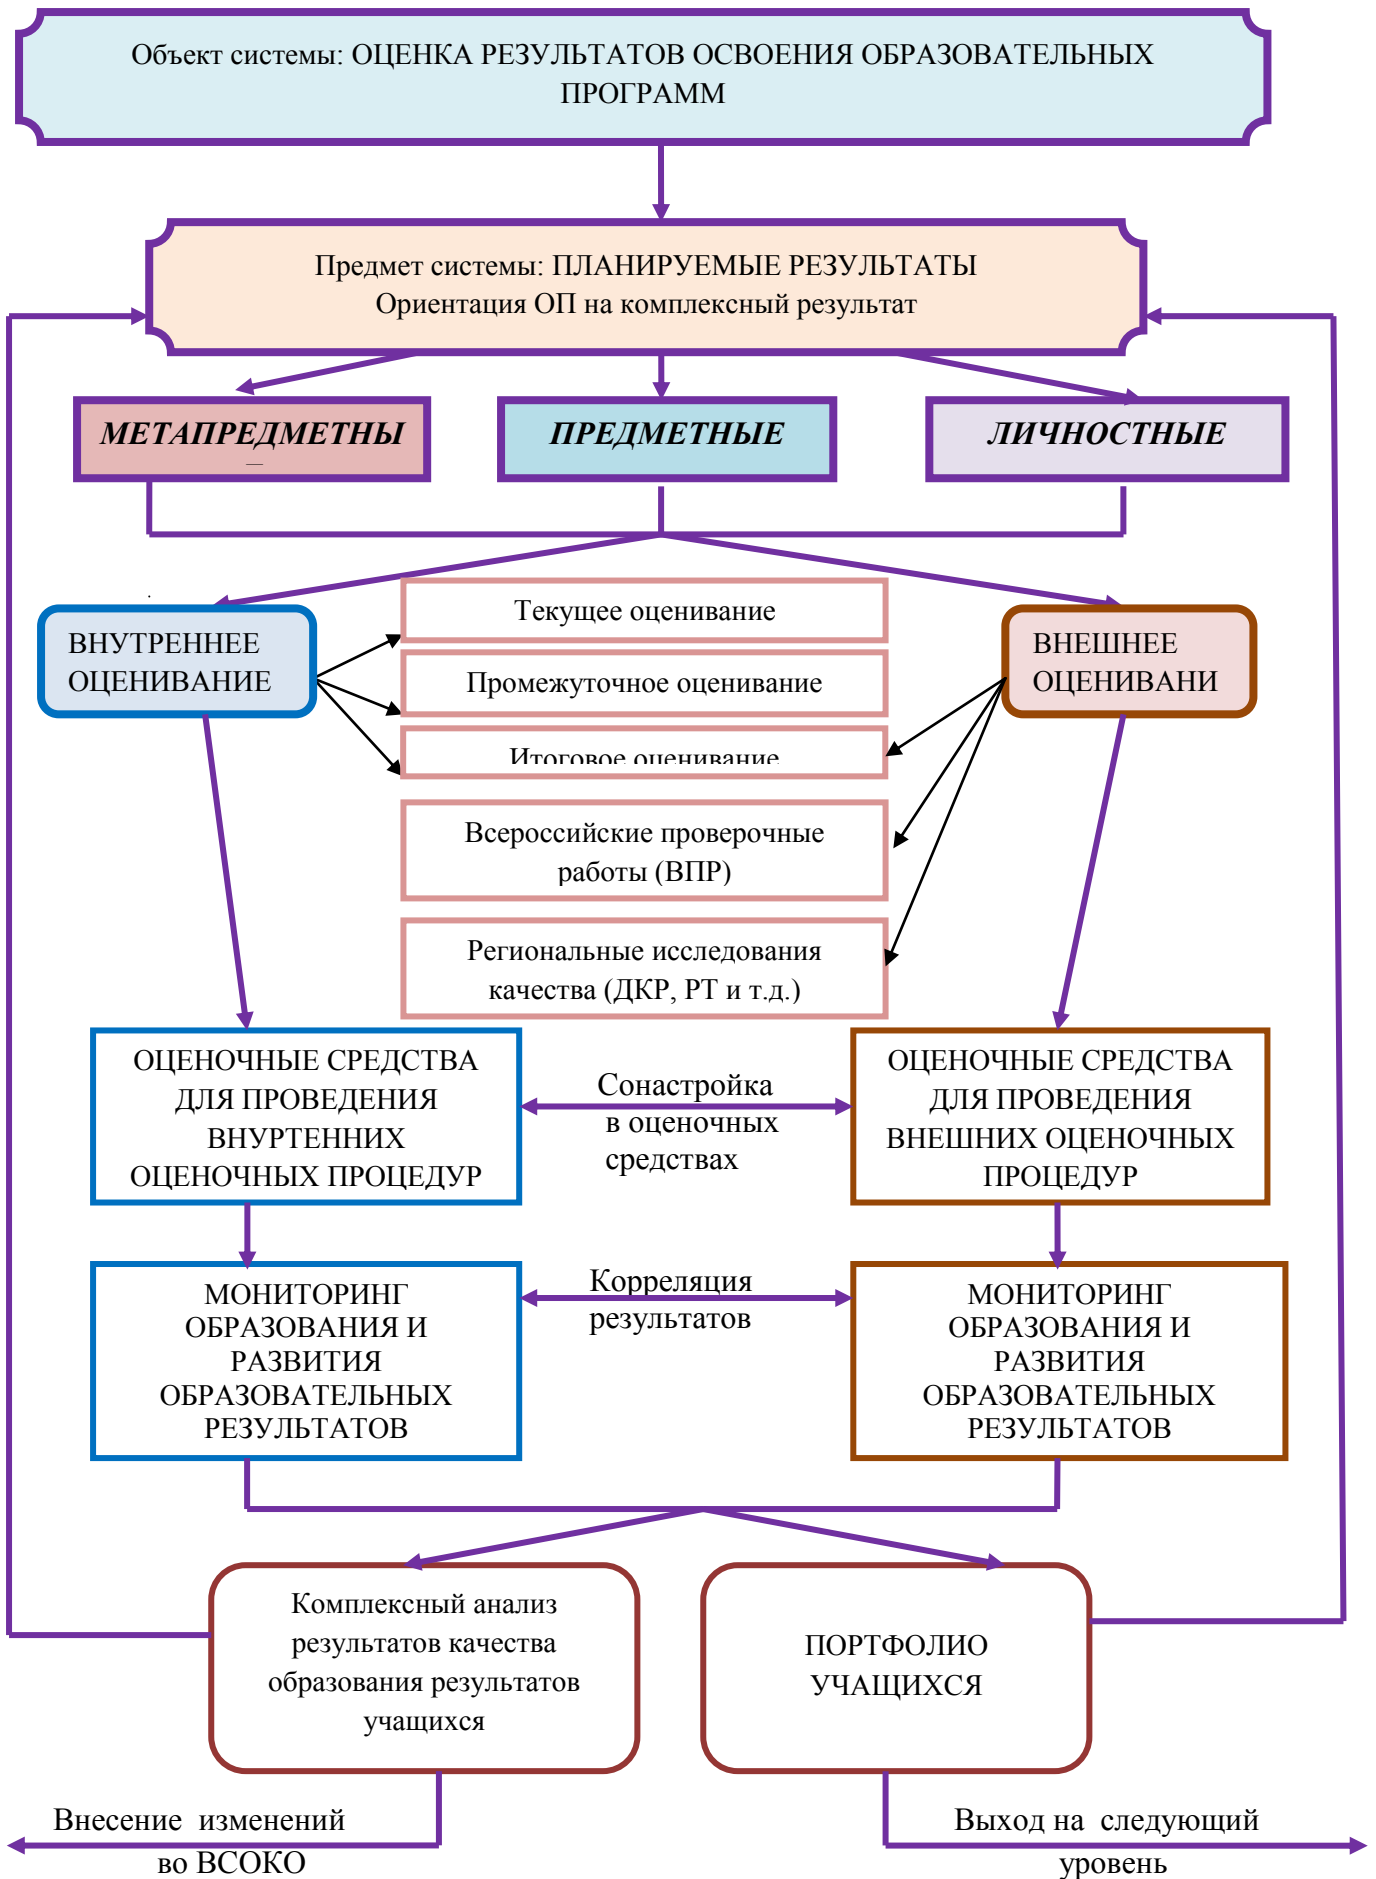 Объект системы: ОЦЕНКА РЕЗУЛЬТАТОВ ОСВОЕНИЯ ОБРАЗОВАТЕЛЬНЫХ
ПРОГРАММ
Предмет системы: ПЛАНИРУЕМЫЕ РЕЗУЛЬТАТЫ
Ориентация ОП на комплексный результат
МЕТАПРЕДМЕТНЫ
ПРЕДМЕТНЫЕ
ЛИЧНОСТНЫЕ
ВНУТРЕННЕЕ
ОЦЕНИВАНИЕ
Текущее оценивание
Промежуточное оценивание
Итоговое оценивание
Всероссийские проверочные
работы (ВПР)
Региональные исследования
качества (ДКР, РТ и т.д.)
ВНЕШНЕЕ
ОЦЕНИВАНИ
ОЦЕНОЧНЫЕ СРЕДСТВА
ДЛЯ ПРОВЕДЕНИЯ
ВНУРТЕННИХ
ОЦЕНОЧНЫХ ПРОЦЕДУР
Сонастройка
в оценочных
средствах
ОЦЕНОЧНЫЕ СРЕДСТВА
ДЛЯ ПРОВЕДЕНИЯ
ВНЕШНИХ ОЦЕНОЧНЫХ
ПРОЦЕДУР
МОНИТОРИНГ
ОБРАЗОВАНИЯ И
РАЗВИТИЯ
ОБРАЗОВАТЕЛЬНЫХ
РЕЗУЛЬТАТОВ
Корреляция
результатов
МОНИТОРИНГ
ОБРАЗОВАНИЯ И
РАЗВИТИЯ
ОБРАЗОВАТЕЛЬНЫХ
РЕЗУЛЬТАТОВ
Комплексный анализ
результатов качества
образования результатов
учащихся
ПОРТФОЛИО
УЧАЩИХСЯ
Внесение изменений
во ВСОКО
Выход на следующий
уровень